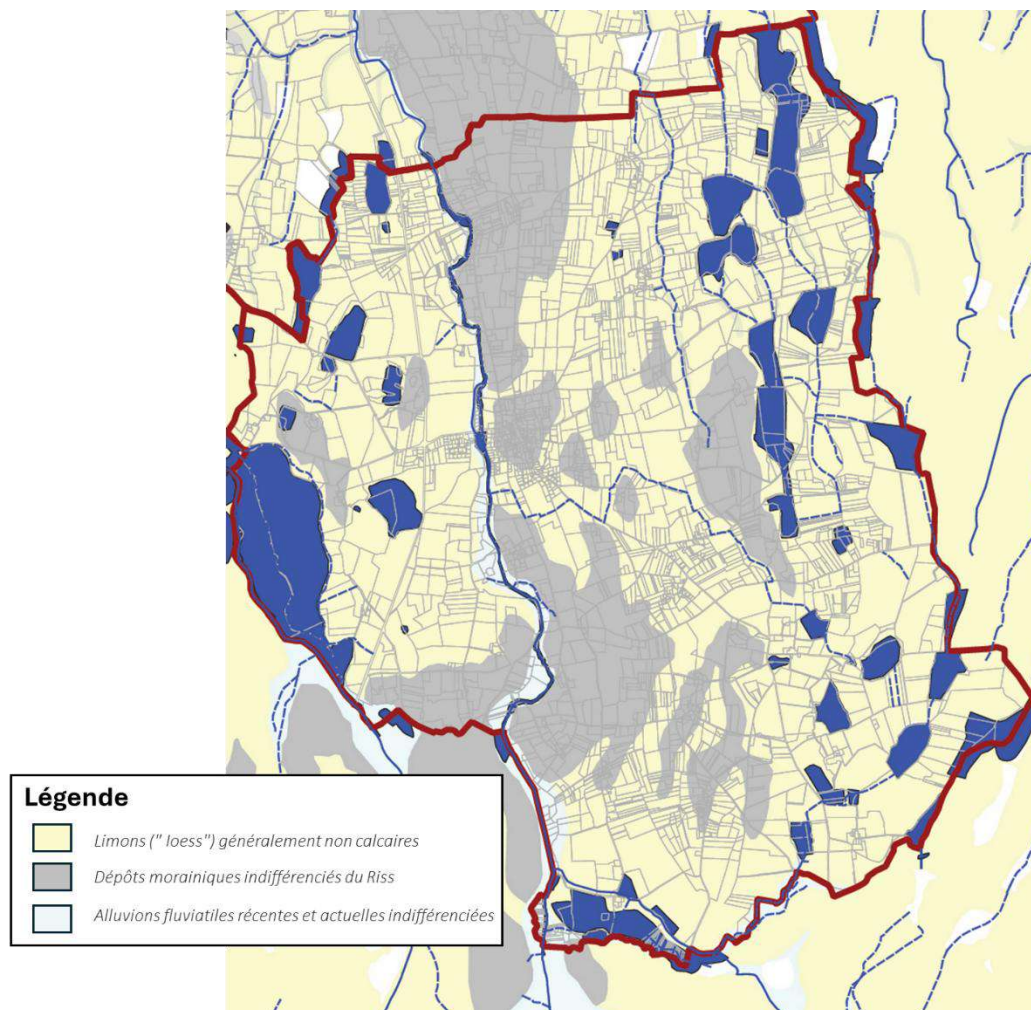 Légende
Limons (" loess") généralement non calcaires
Dépôts morainiques indifférenciés du Riss
Alluvions fluviatiles récentes et actuelles indifférenciées